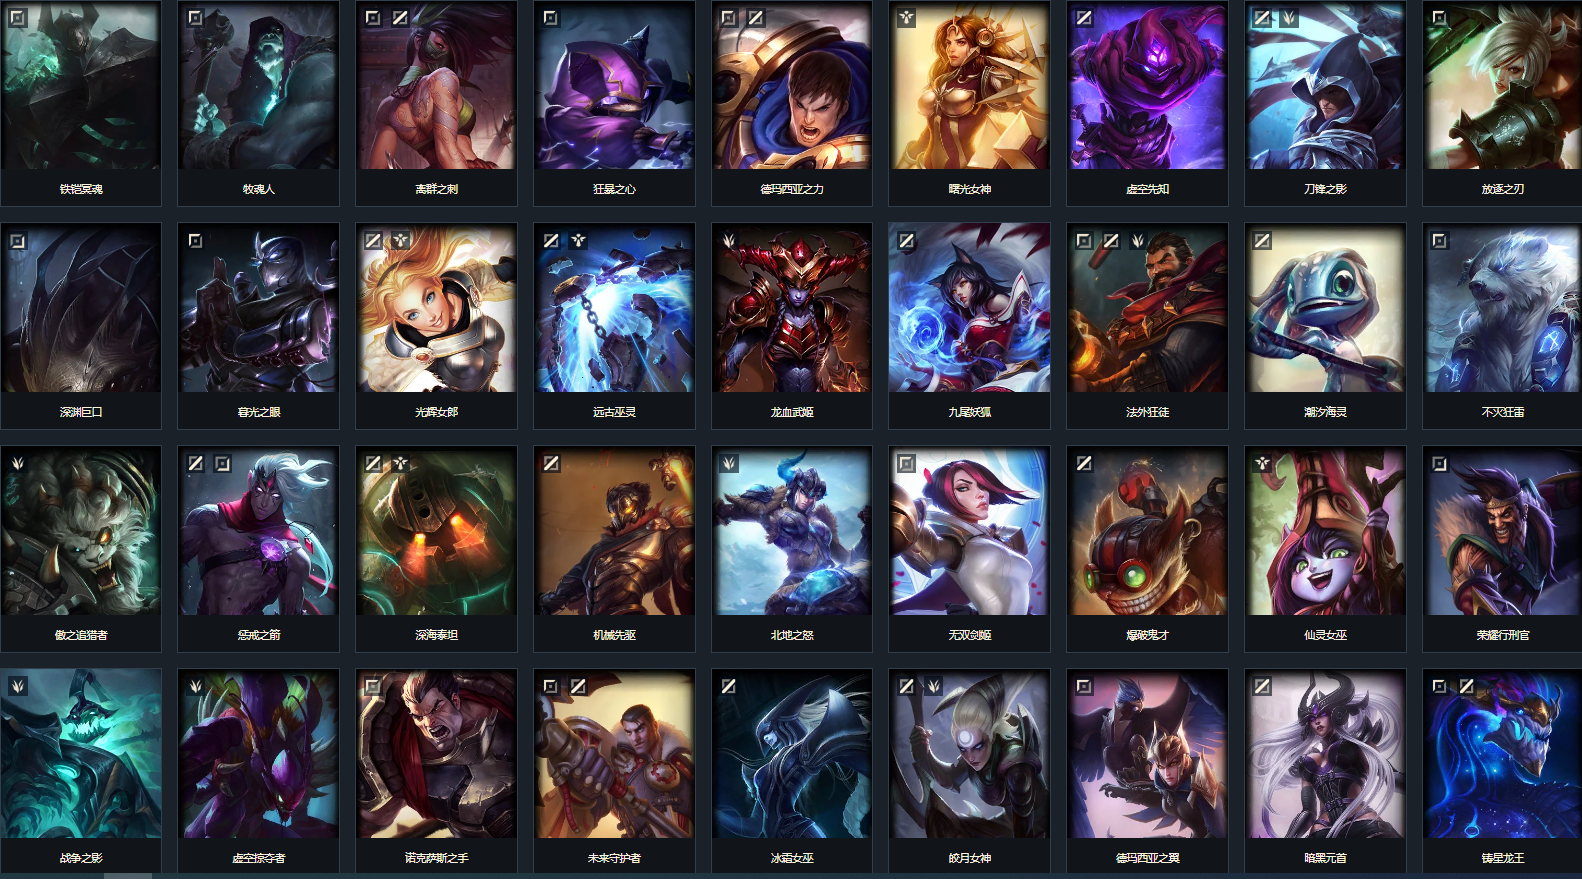 铁铠冥魂
牧魂人
离群之刺
狂暴之心
德玛西亚之力
曙光女神
虚空先知
刀锋之影
放逐之刃
深渊巨口
暮光之眼
光辉女郎
远古巫灵
龙血武姬
九尾妖狐
法外狂徒
潮汐海灵
不灭狂雷
傲之追猎者
惩戒之箭
深海泰坦
机械先驱
北地之怒
无双剑姬
爆破鬼才
仙灵女巫
荣耀行刑官
战争之影
虚空掠夺者
诺克萨斯之手
未来守护者
冰霜女巫
皎月女神
德玛西亚之翼
暗黑元首
铸星龙王